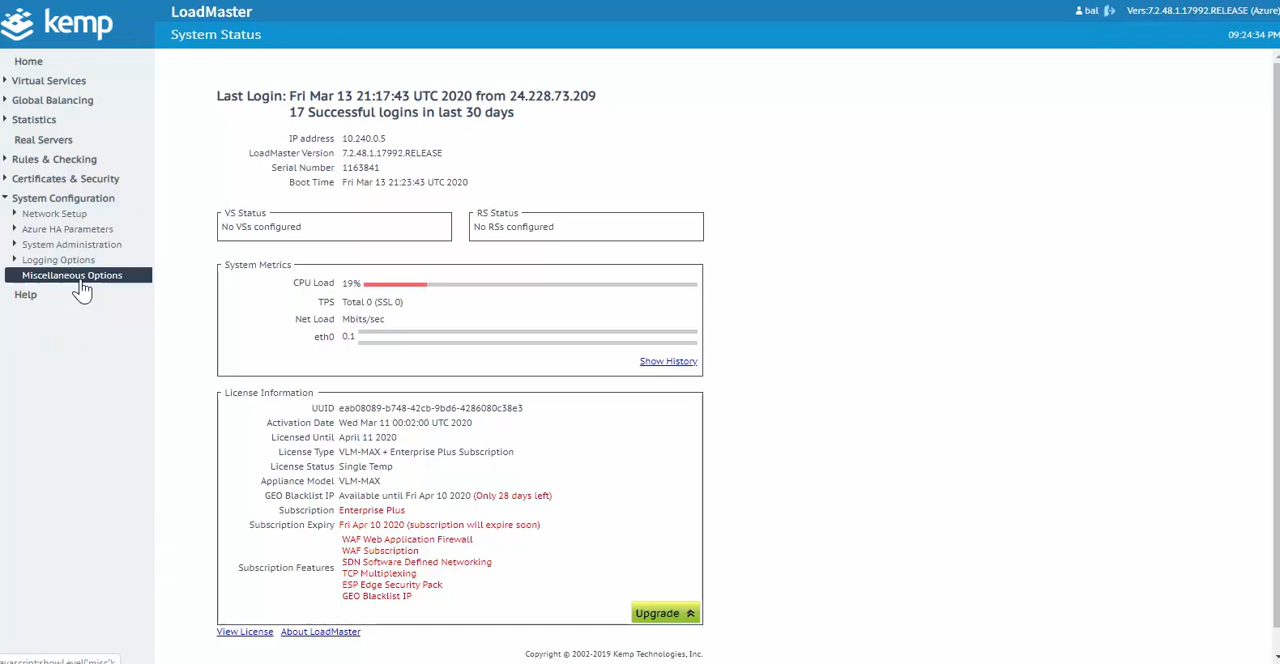 kemp
LoadMaster
bal
Vers:7.2.48.1.17992.RELEASE (Azure)
System Status
09:24:34 PM
Home
Virtual Services
Global Balancing
Statistics
Real Servers
Rules & Checking
Certificates & Security
System Configuration
Network Setup
Azure HA Parameters
System Administration
Logging Options
Miscellaneous Options
Help
Last Login: Fri Mar 13 21:17:43 UTC 2020 from 24.228.73.209
17 Successful logins in last 30 days
IP address 10.240.0.5
LoadMaster Version 7.2.48.1.17992.RELEASE
Serial Number 1163841
Boot Time Fri Mar 13 21:23:43 UTC 2020
VS Status
No VSs configured
RS Status
No RSs configured
System Metrics
CPU Load 19%
TPS Total 0 (SSL 0)
Net Load Mbits/sec
eth0 0.1
Show History
License Information
UUID eab08089-b748-42cb-9bd6-4286080c38e3
Activation Date Wed Mar 11 00:02:00 UTC 2020
Licensed Until April 11 2020
License Type VLM-MAX + Enterprise Plus Subscription
License Status Single Temp
Appliance Model VLM-MAX
GEO Blacklist IP Available until Fri Apr 10 2020 (Only 28 days left)
Subscription Enterprise Plus
Subscription Expiry Fri Apr 10 2020 (subscription will expire soon)
Subscription Features WAF Web Application Firewall
WAF Subscription
SDN Software Defined Networking
TCP Multiplexing
ESP Edge Security Pack
GEO Blacklist IP
Upgrade
View License About LoadMaster
Copyright © 2002-2019 Kemp Technologies, Inc.